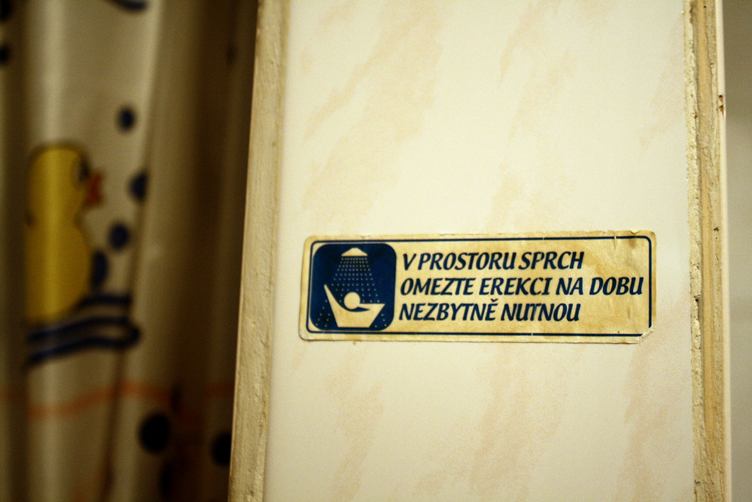 V PROSTORU SPRCH
OMEZTE EREKCI NA DOBU
NEZBYTNĚ NUTNOU